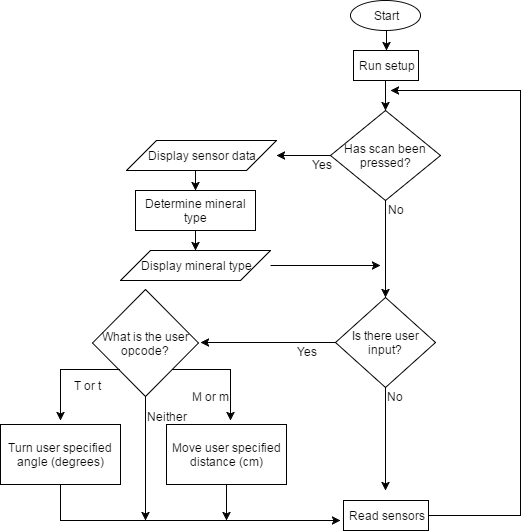 Start
Run setup
Has scan been
pressed?
Yes
No
Display sensor data
Determine mineral
type
Display mineral type
Is there user
input?
Yes
No
What is the user
opcode?
T or t
Neither
M or m
Turn user specified
angle (degrees)
Move user specified
distance (cm)
Read sensors